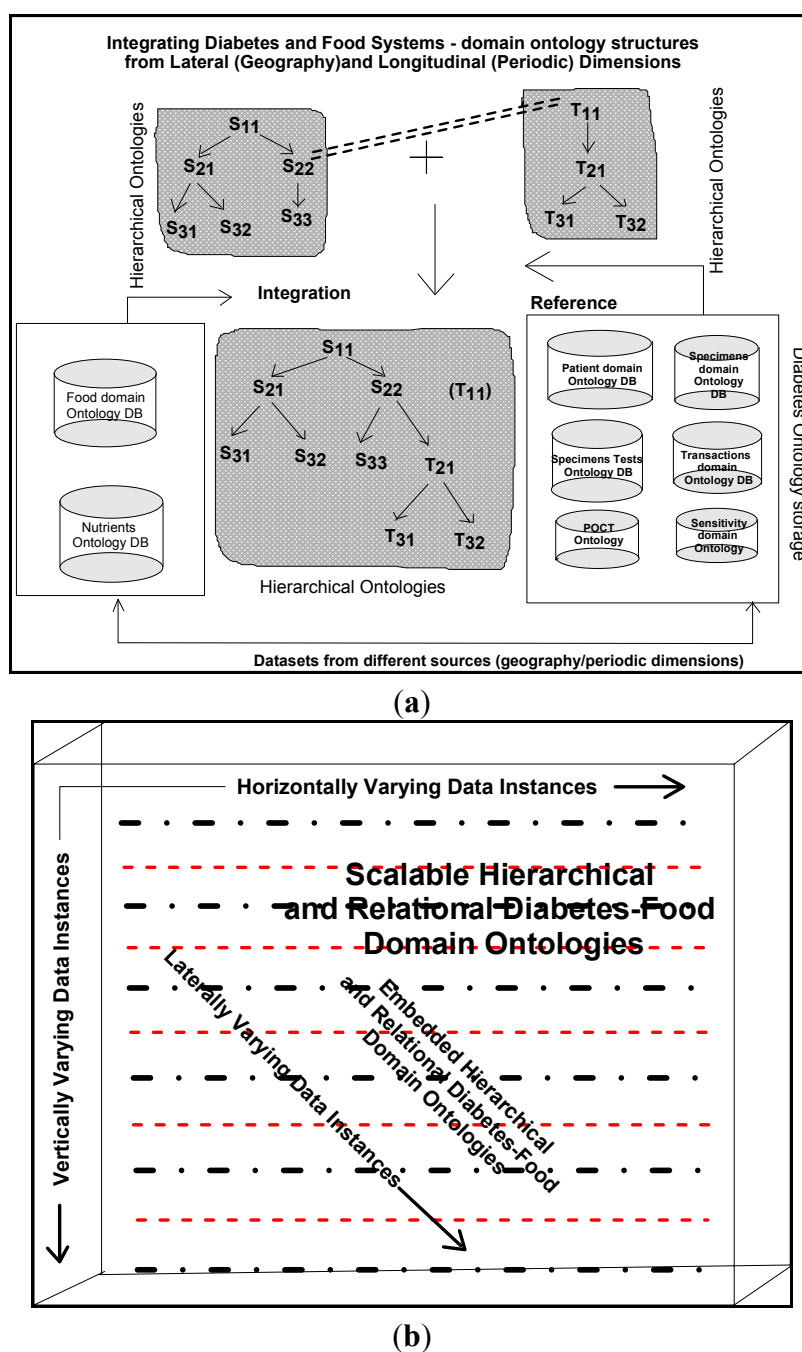 Integrating Diabetes and Food Systems - domain ontology structures
from Lateral (Geography)and Longitudinal (Periodic) Dimensions
Hierarchical Ontologies
S11
S21
S22
S31
S32
S33
+
T11
T21
T31
T32
Hierarchical Ontologies
Integration
Reference
Food domain
Ontology DB
Nutrients
Ontology DB
S11
S21
S22
(T11)
S31
S32
S33
T21
T31
T32
Hierarchical Ontologies
Patient domain
Ontology DB
Specimens
domain
Ontology
DB
Specimens Tests
Ontology DB
Transactions
domain
Ontology DB
POCT
Ontology
Sensitivity
domain
Ontology
Diabetes Ontology storage
Datasets from different sources (geography/periodic dimensions)
(a)
Horizontally Varying Data Instances
Vertically Varying Data Instances
Scalable Hierarchical
and Relational Diabetes-Food
Domain Ontologies
Laterally Varying Data Instances
Embedded Hierarchical
and Relational Diabetes-Food
Domain Ontologies
(b)